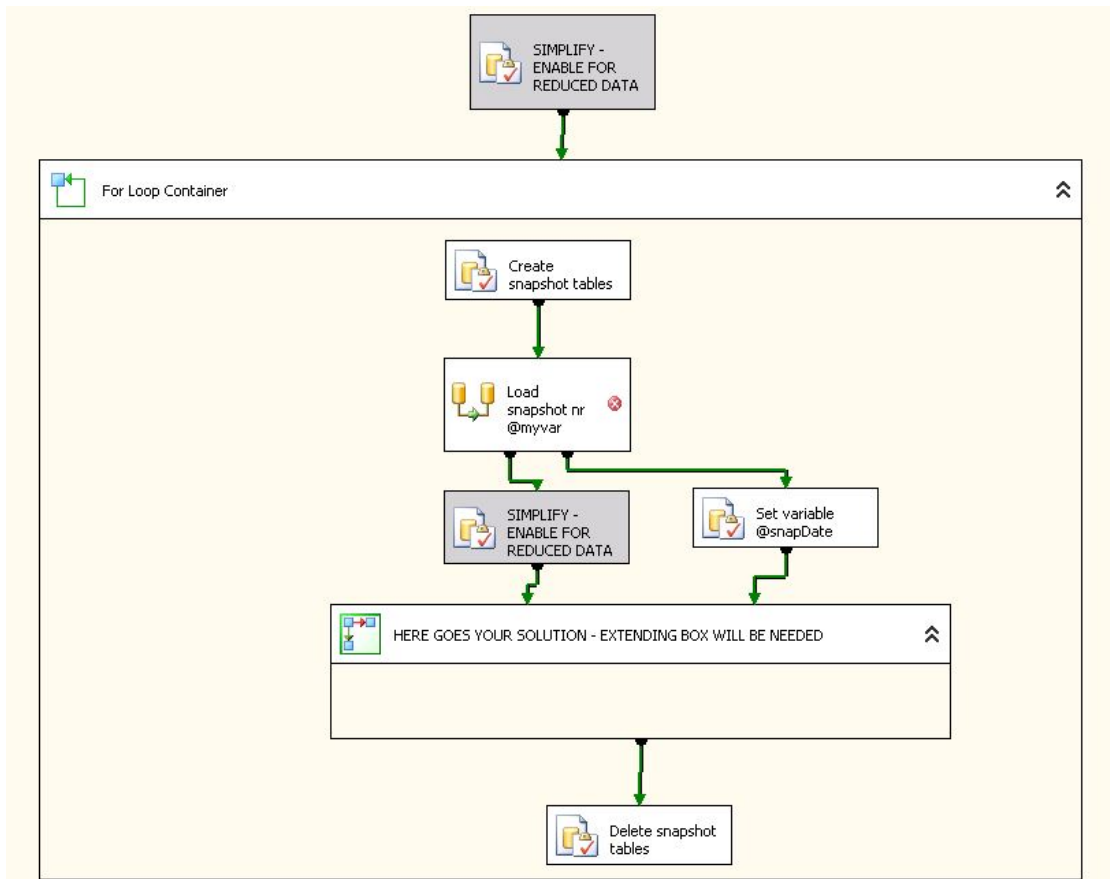 SIMPLIFY -
ENABLE FOR
REDUCED DATA
For Loop Container
Create
snapshot tables
Load
snapshot nr
@myvar
SIMPLIFY -
ENABLE FOR
REDUCED DATA
Set variable
@snapDate
HERE GOES YOUR SOLUTION - EXTENDING BOX WILL BE NEEDED
Delete snapshot
tables